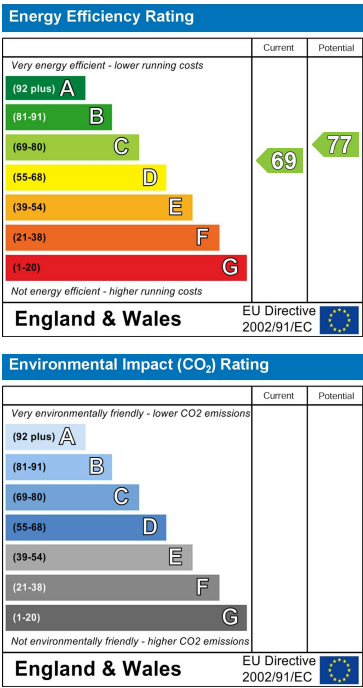 Energy Efficiency Rating
Current Potential
Very energy efficient - lower running costs
(92 plus) A
(81-91) B
(69-80) C
(55-68) D
(39-54) E
(21-38) F
(1-20) G
69
77
Not energy efficient - higher running costs
England & Wales
EU Directive
2002/91/EC
Environmental Impact (CO2) Rating
Current Potential
Very environmentally friendly - lower CO2 emissions
(92 plus) A
(81-91) B
(69-80) C
(55-68) D
(39-54) E
(21-38) F
(1-20) G
Not environmentally friendly - higher CO2 emissions
England & Wales
EU Directive
2002/91/EC